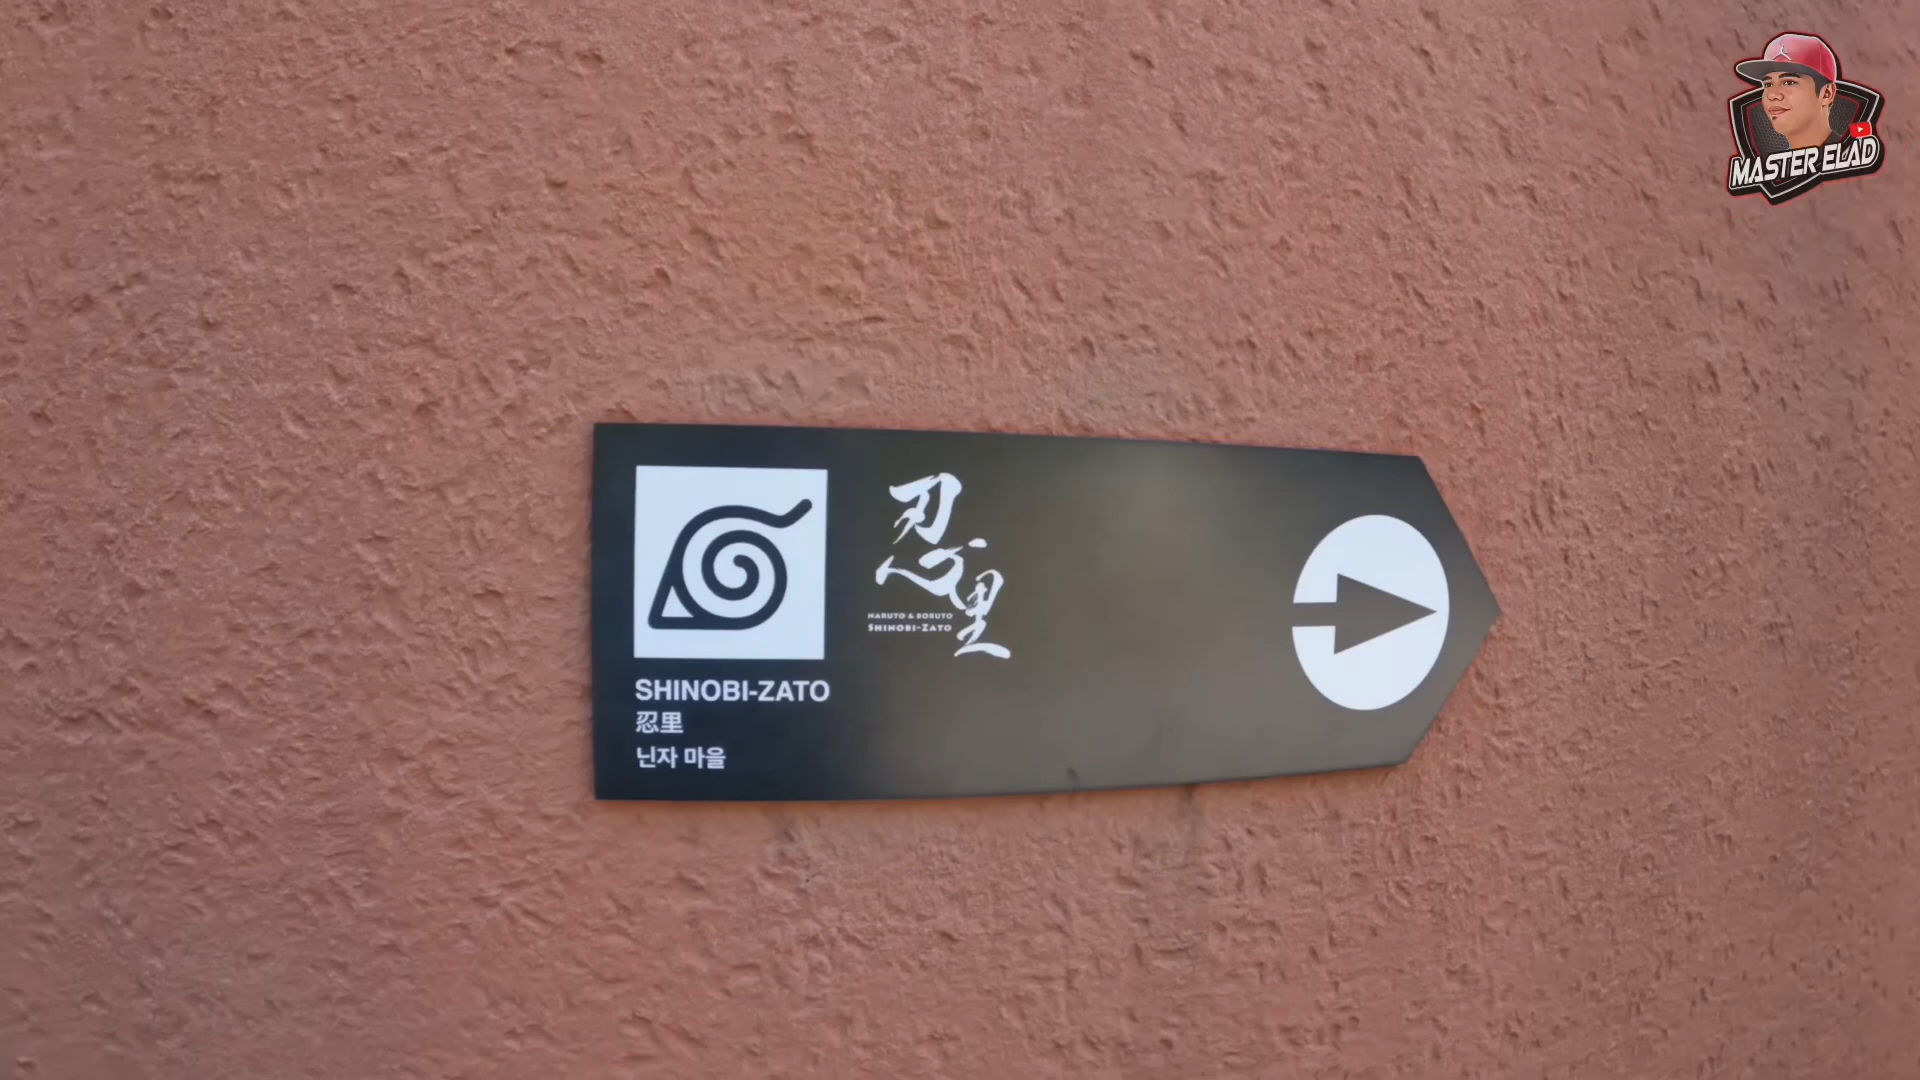 MASTER ELAD
忍里
NARUTO & BORUTO
SHINOBI-ZATO
SHINOBI-ZATO
忍里
닌자 마을